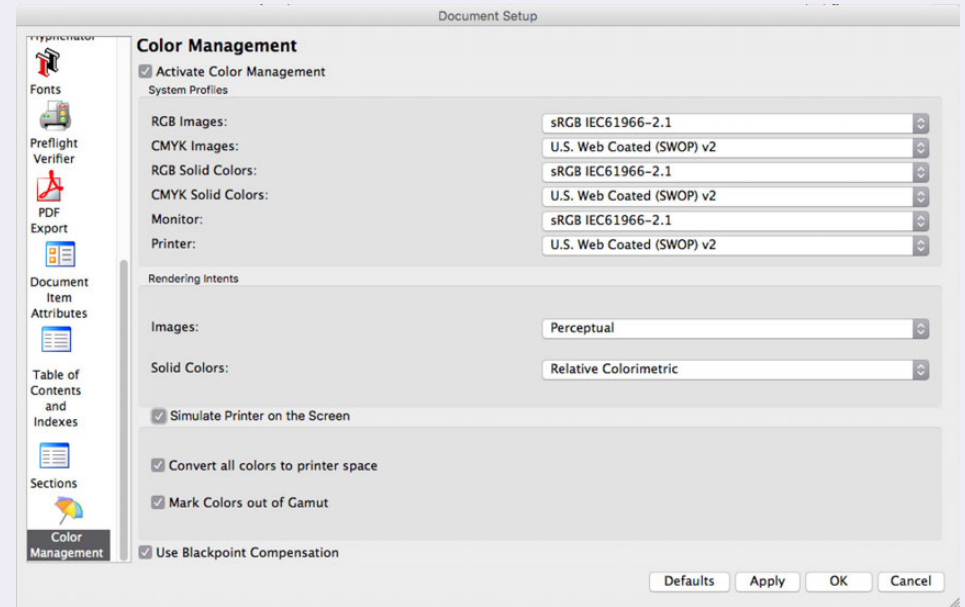 Document Setup
Hyphenator
Fonts
Preflight
Verifier
PDF
Export
Document
Item
Attributes
Table of
Contents
and
Indexes
Sections
Color
Management
Color Management
Activate Color Management
System Profiles
RGB Images: sRGB IEC61966-2.1
CMYK Images: U.S. Web Coated (SWOP) v2
RGB Solid Colors: sRGB IEC61966-2.1
CMYK Solid Colors: U.S. Web Coated (SWOP) v2
Monitor: sRGB IEC61966-2.1
Printer: U.S. Web Coated (SWOP) v2
Rendering Intents
Images: Perceptual
Solid Colors: Relative Colorimetric
Simulate Printer on the Screen
Convert all colors to printer space
Mark Colors out of Gamut
Use Blackpoint Compensation
Defaults Apply OK Cancel